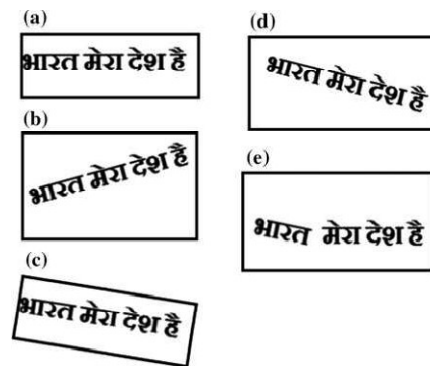 (a)
भारत मेरा देश है
(b)
भारत मेरा देश है
(c)
भारत मेरा देश है
(d)
भारत मेरा देश है
(e)
भारत मेरा देश है